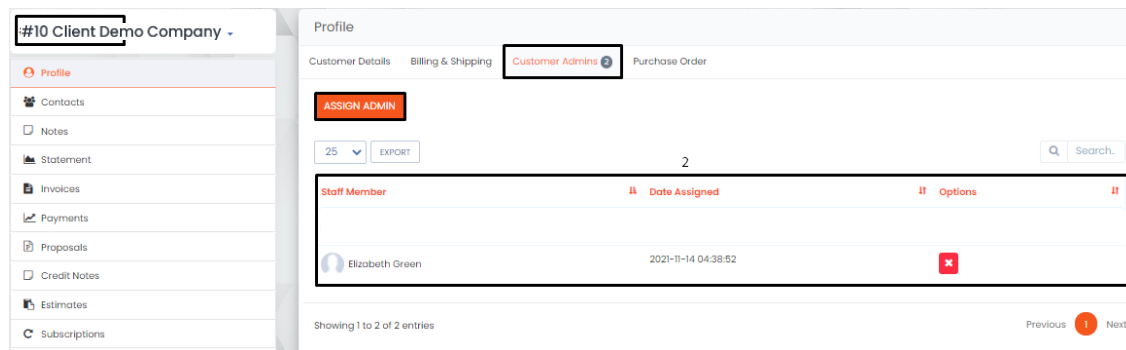 #10 Client Demo Company
Profile
Contacts
Notes
Statement
Invoices
Payments
Proposals
Credit Notes
Estimates
Subscriptions
Profile
Customer Details Billing & Shipping Customer Admins 2 Purchase Order
ASSIGN ADMIN
25 EXPORT
Search.
2
Staff Member Date Assigned Options
Elizabeth Green 2021-11-14 04:38:52
Showing 1 to 2 of 2 entries
Previous 1 Next